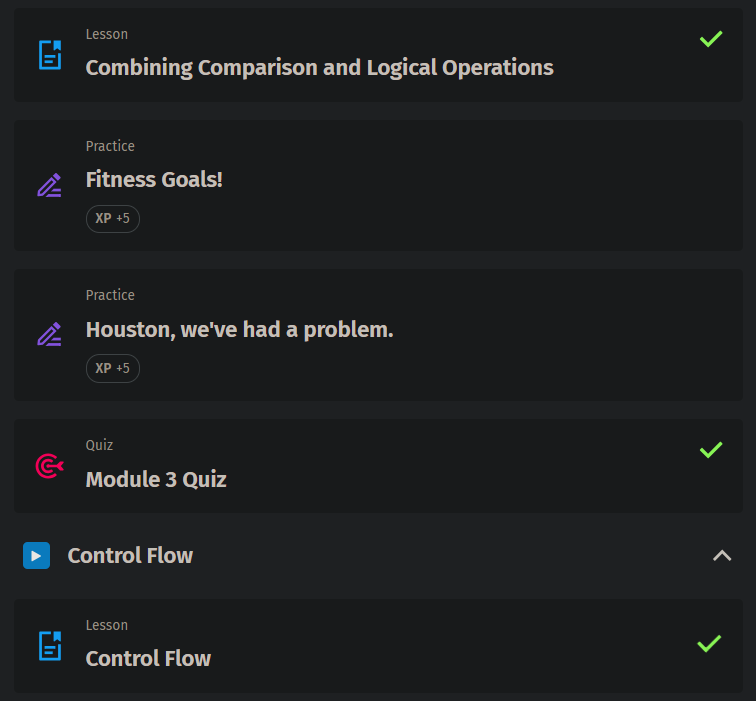 Lesson
Combining Comparison and Logical Operations
Practice
Fitness Goals!
XP +5
Practice
Houston, we've had a problem.
XP +5
Quiz
Module 3 Quiz
Control Flow
Lesson
Control Flow